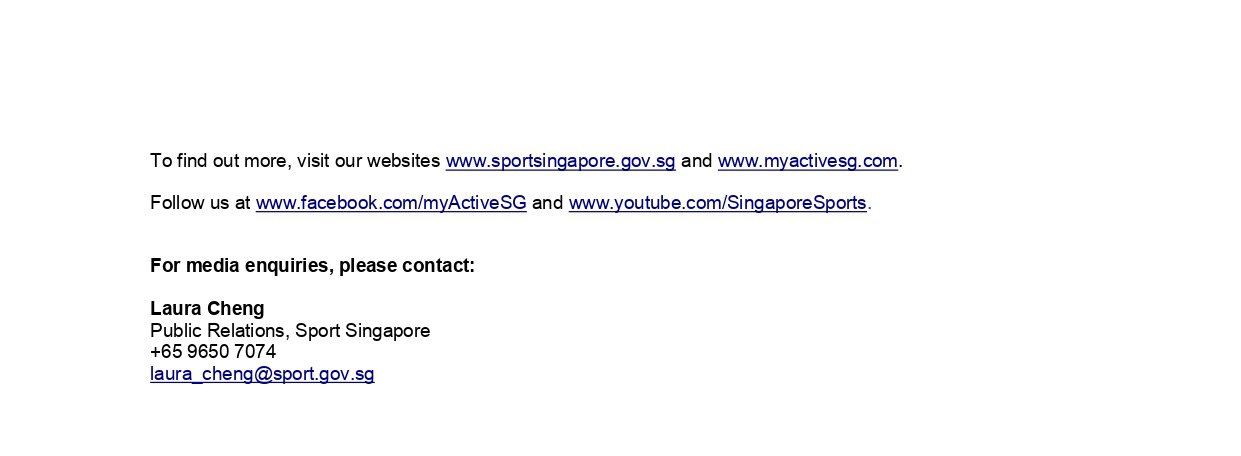 To find out more, visit our websites www.sportsingapore.gov.sg and www.myactivesg.com.
Follow us at www.facebook.com/myActiveSG and www.youtube.com/SingaporeSports.
For media enquiries, please contact:
Laura Cheng
Public Relations, Sport Singapore
+65 9650 7074
laura_cheng@sport.gov.sg